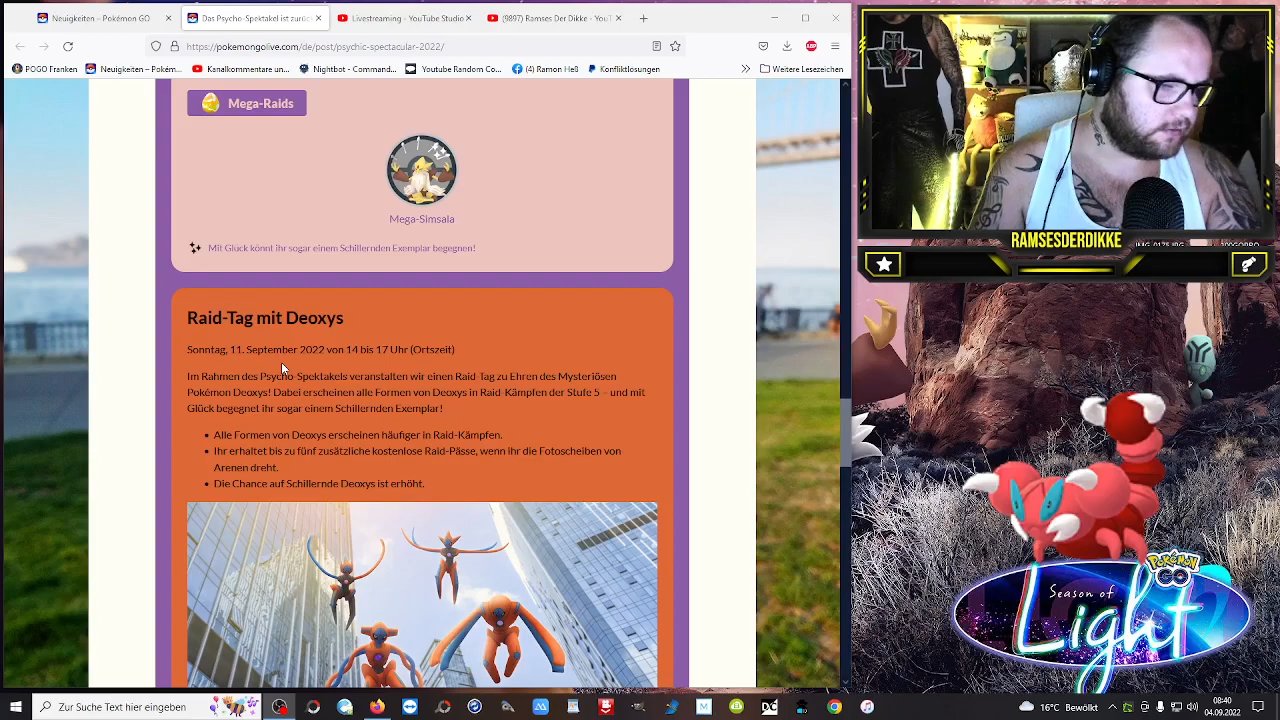 Neuigkeiten – Pokémon GO
Das Psycho-Spektakel ist zurüc
Livestreaming - YouTube Studio
(9897) Ramses Der Dikke - YouT
https://pokemongo
post/psychic-spectacular-2022/
POGO Franken
Neuigkeiten – Pokém
Kanalkommentare – Y
Nightbot - Command
Youtube Ramses Co
(4) Ramon Heß
Konfliktlösungen
Weitere Lesezeichen
Mega-Raids
Mega-Simsala
Mit Glück könnt ihr sogar einem Schillernden Exemplar begegnen!
Raid-Tag mit Deoxys
Sonntag, 11. September 2022 von 14 bis 17 Uhr (Ortszeit)
Im Rahmen des Psycho-Spektakels veranstalten wir einen Raid-Tag zu Ehren des Mysteriösen
Pokémon Deoxys! Dabei erscheinen alle Formen von Deoxys in Raid-Kämpfen der Stufe 5 – und mit
Glück begegnet ihr sogar einem Schillernden Exemplar!
• Alle Formen von Deoxys erscheinen häufiger in Raid-Kämpfen.
• Ihr erhaltet bis zu fünf zusätzliche kostenlose Raid-Pässe, wenn ihr die Fotoscheiben von
Arenen dreht.
• Die Chance auf Schillernde Deoxys ist erhöht.
RAMSESDERDIKKE
POKÉMON
GO
Season of
Light
Zur Suche Text hier eingeben
16°C Meist sonnig
08:40
04.09.2022